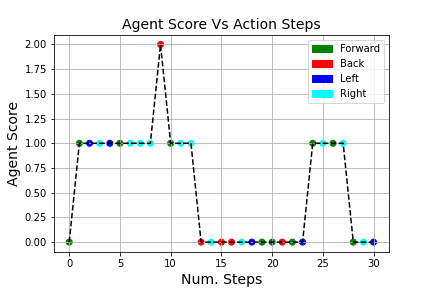 Agent Score Vs Action Steps
2.00
1.75
1.50
1.25
1.00
0.75
0.50
0.25
0.00
Agent Score
Forward
Back
Left
Right
0 5 10 15 20 25 30
Num. Steps